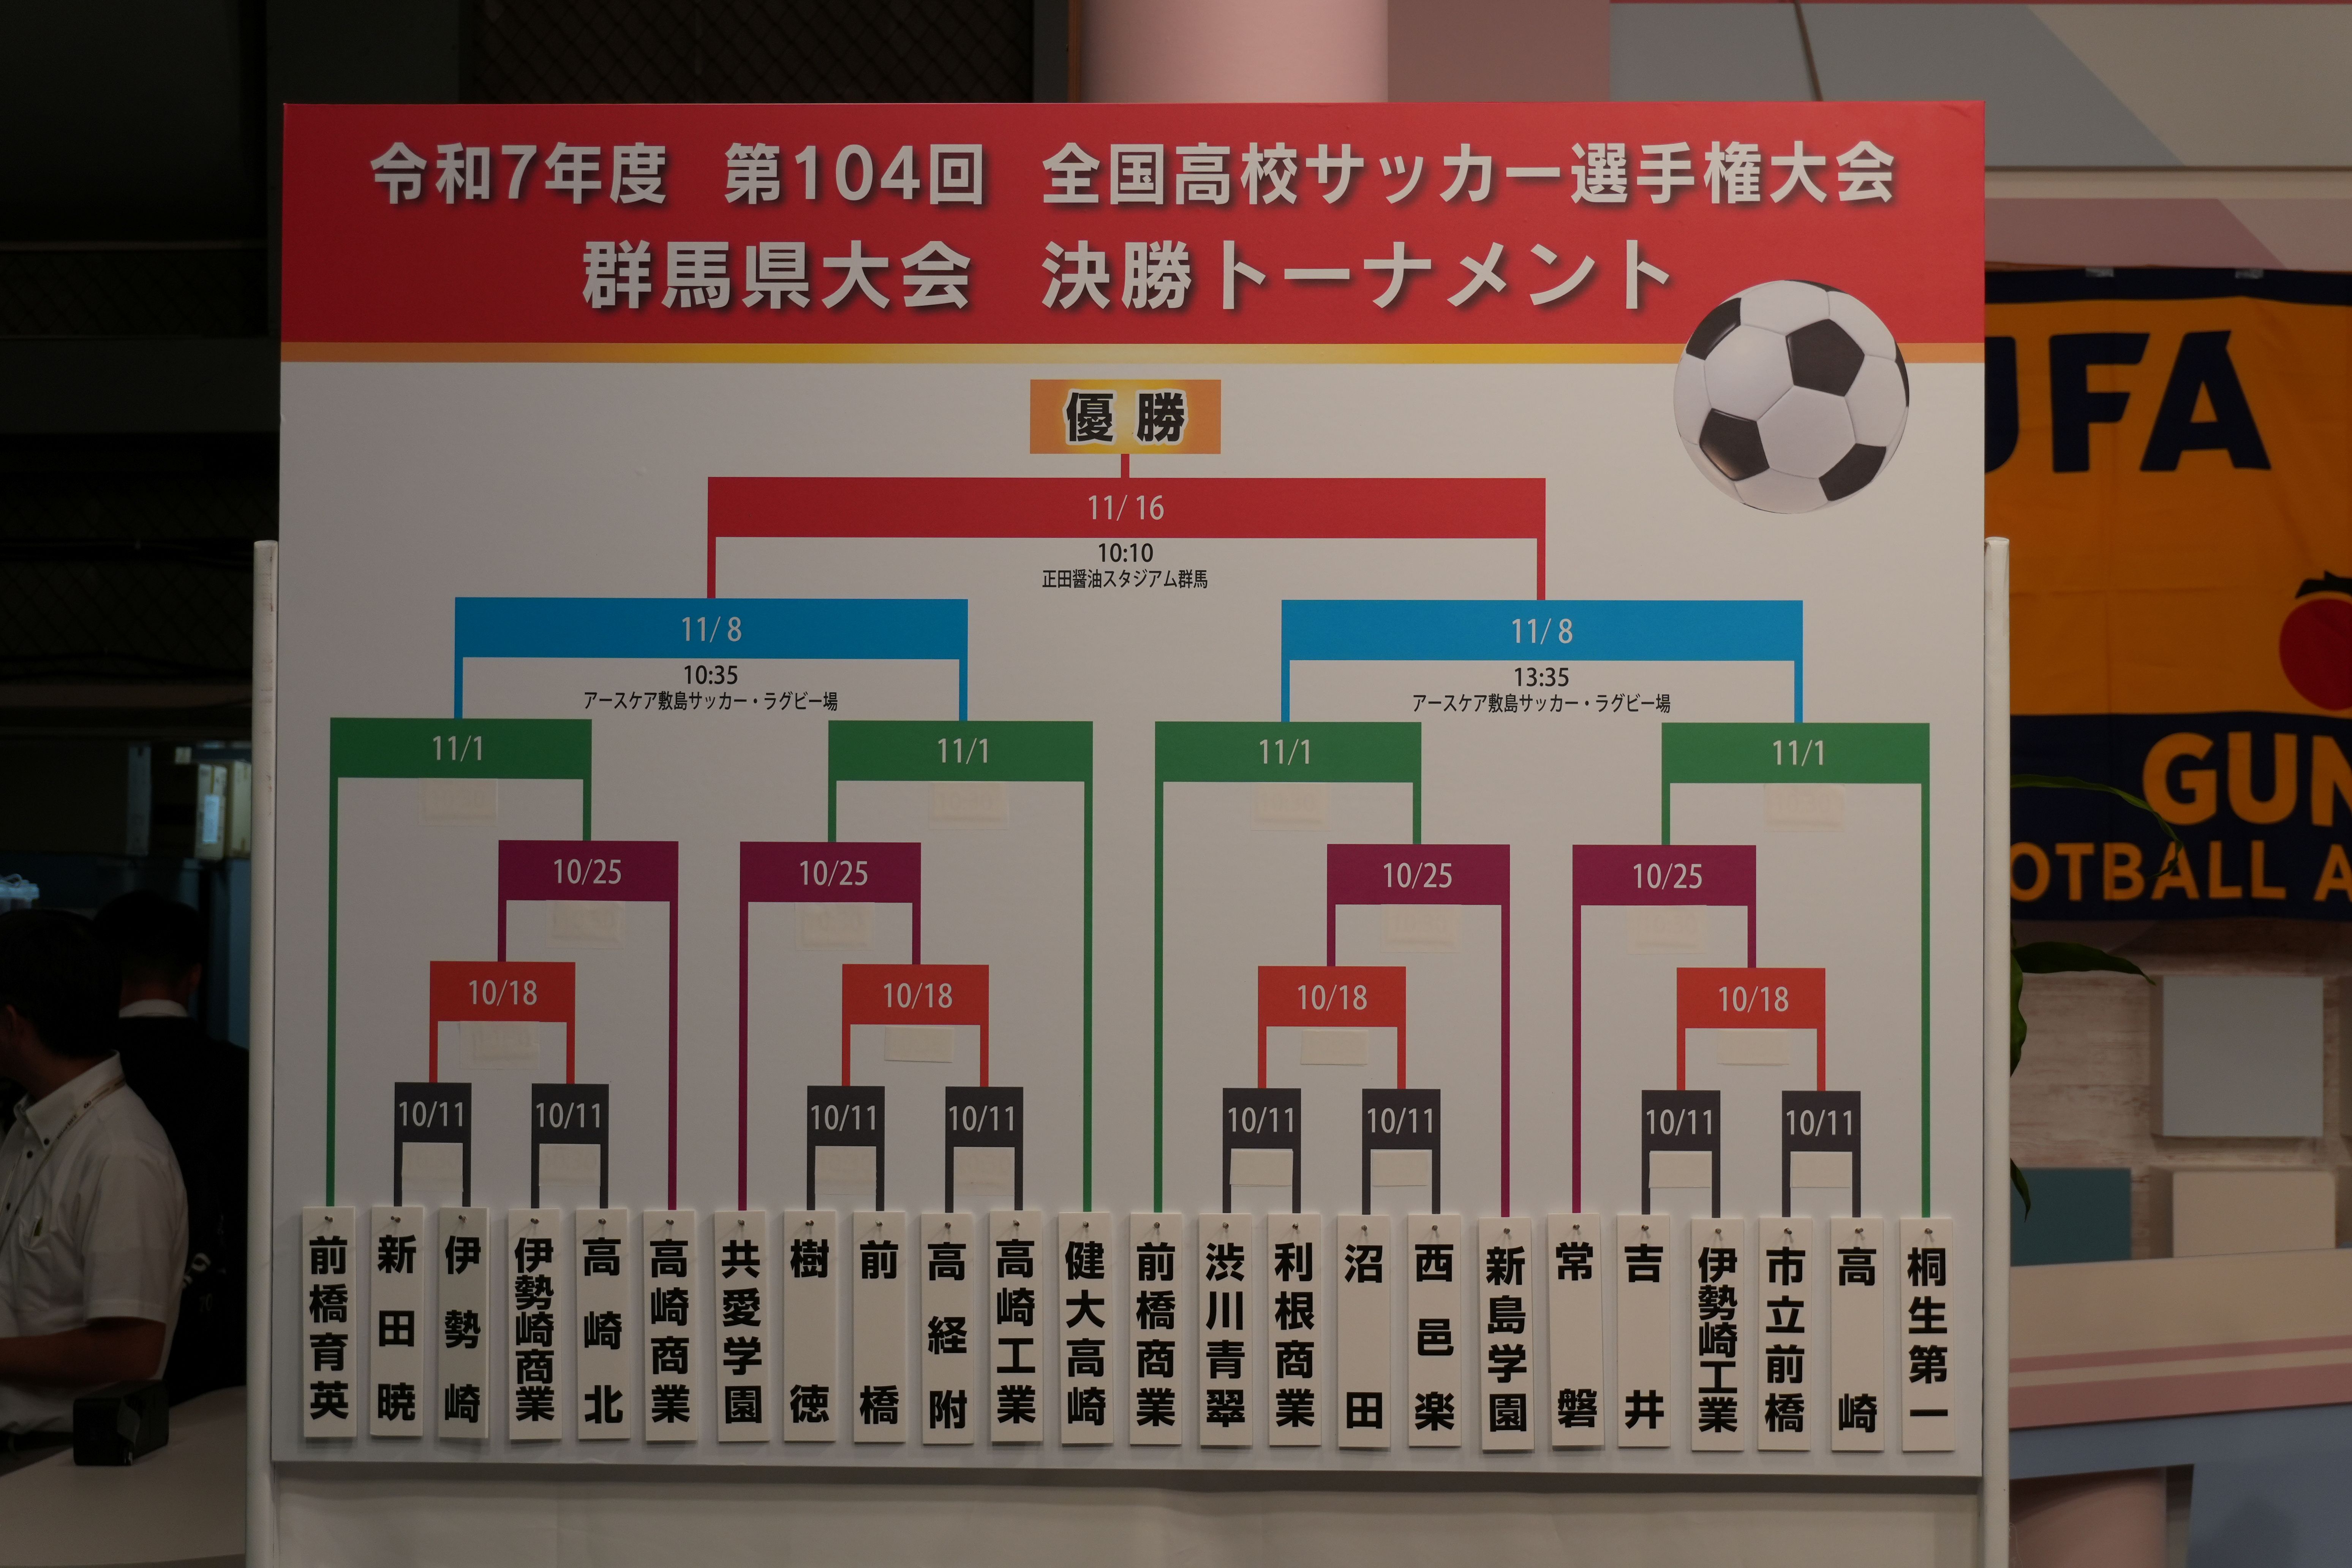 令和7年度 第104回 全国高校サッカー選手権大会
群馬県大会 決勝トーナメント
優勝
11/16
10:10
正田醤油スタジアム群馬
11/8
10:35
アースケア敷島サッカー・ラグビー場
11/8
13:35
アースケア敷島サッカー・ラグビー場
11/1
11/1
11/1
11/1
10/25
10/25
10/25
10/25
10/18
10/18
10/18
10/18
10/11
10/11
10/11
10/11
10/11
10/11
10/11
10/11
前橋育英
新田暁
伊勢崎
伊勢崎商業
高崎北
高崎商業
共愛学園
樹徳
前橋
高経附
高崎工業
健大高崎
前橋商業
渋川青翠
利根商業
沼田
西邑楽
新島学園
常磐
吉井
伊勢崎工業
市立前橋
高崎
桐生第一
UFA
GUN
OTBALL A